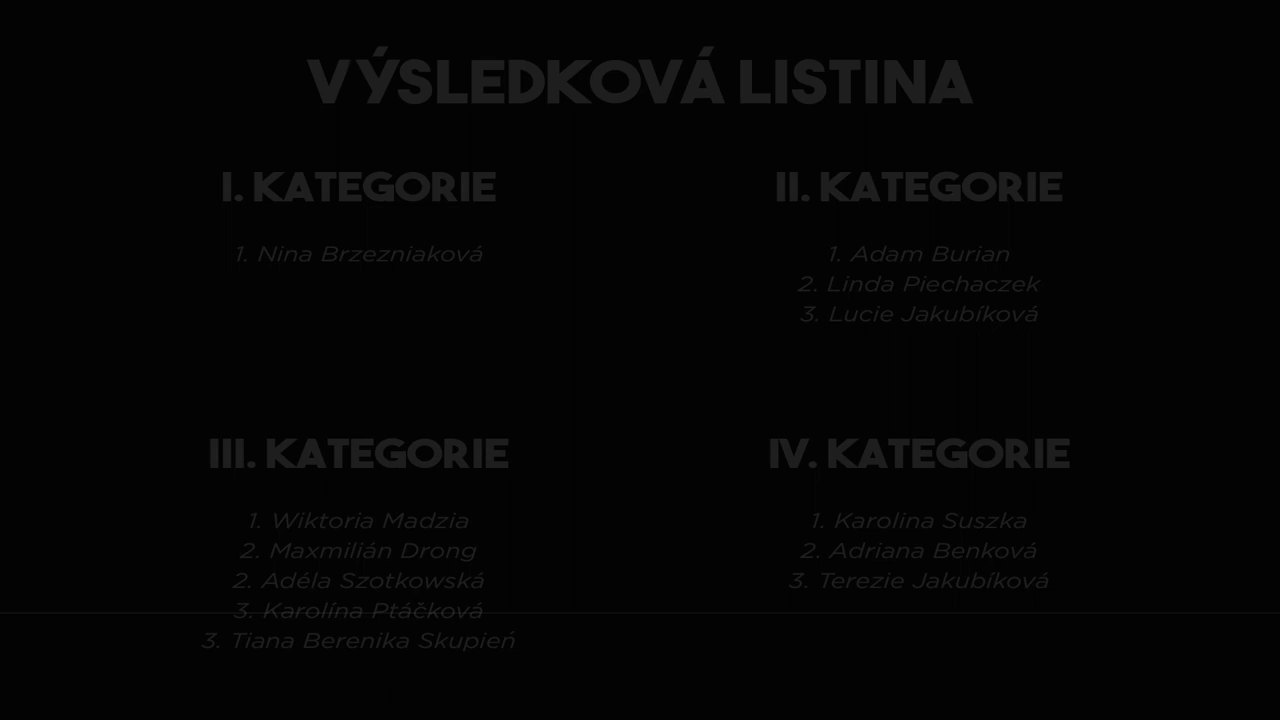 VÝSLEDKOVÁ LISTINA
I. KATEGORIE
1. Nina Brzezniaková
II. KATEGORIE
1. Adam Burian
2. Linda Piechaczek
3. Lucie Jakubíková
III. KATEGORIE
1. Wiktoria Madzia
2. Maxmilián Drong
2. Adéla Szotkowská
3. Karolína Ptáčková
3. Tiana Berenika Skupień
IV. KATEGORIE
1. Karolina Suszka
2. Adriana Benková
3. Terezie Jakubíková